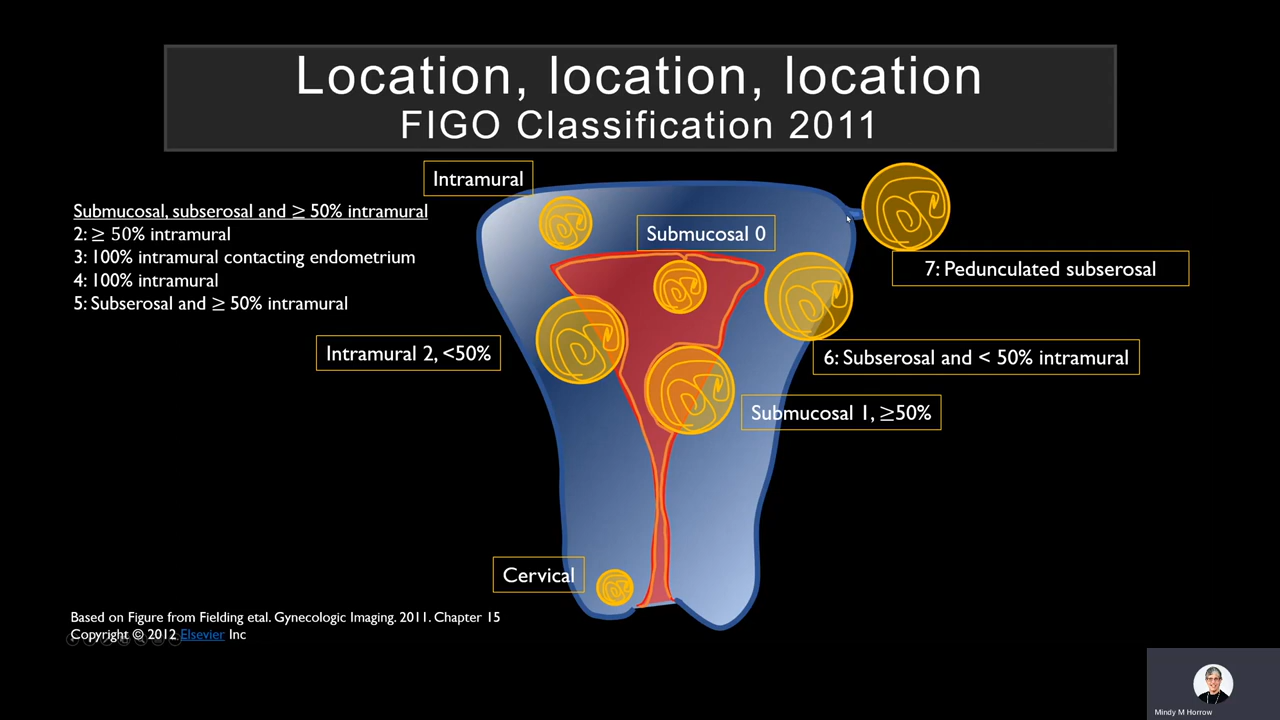 Location, location, location
FIGO Classification 2011
Intramural
Submucosal, subserosal and ≥ 50% intramural
2: ≥ 50% intramural
3: 100% intramural contacting endometrium
4: 100% intramural
5: Subserosal and ≥ 50% intramural
Submucosal 0
7: Pedunculated subserosal
Intramural 2, <50%
6: Subserosal and < 50% intramural
Submucosal 1, ≥50%
Cervical
Based on Figure from Fielding etal. Gynecologic Imaging. 2011. Chapter 15
Copyright © 2012 Elsevier Inc
Mindy M Horrow